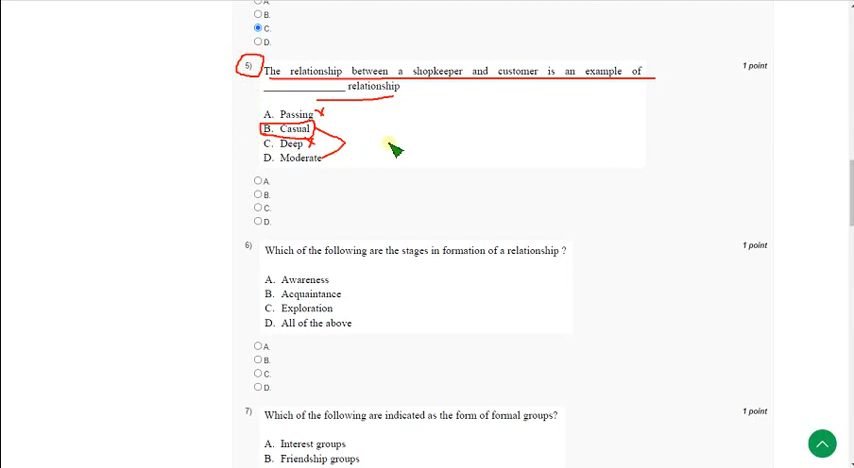 A.
B.
C.
D.
5)
The relationship between a shopkeeper and customer is an example of
1 point
____________ relationship
A. Passing
B. Casual
C. Deep
D. Moderate
A.
B.
C.
D.
6)
Which of the following are the stages in formation of a relationship ?
1 point
A. Awareness
B. Acquaintance
C. Exploration
D. All of the above
A.
B.
C.
D.
7)
Which of the following are indicated as the form of formal groups?
1 point
A. Interest groups
B. Friendship groups